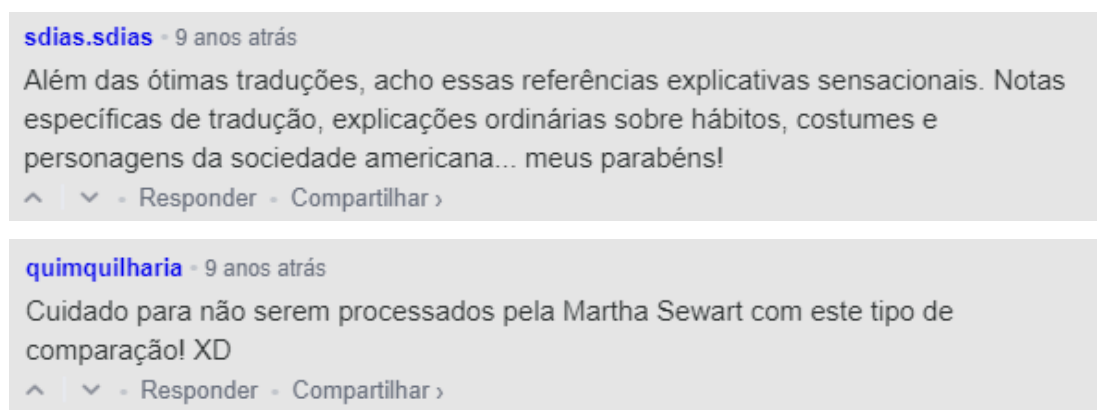 sdias.sdias • 9 anos atrás
Além das ótimas traduções, acho essas referências explicativas sensacionais. Notas
específicas de tradução, explicações ordinárias sobre hábitos, costumes e
personagens da sociedade americana... meus parabéns!
Responder • Compartilhar ›
quimquilharia • 9 anos atrás
Cuidado para não serem processados pela Martha Sewart com este tipo de
comparação! XD
Responder • Compartilhar ›